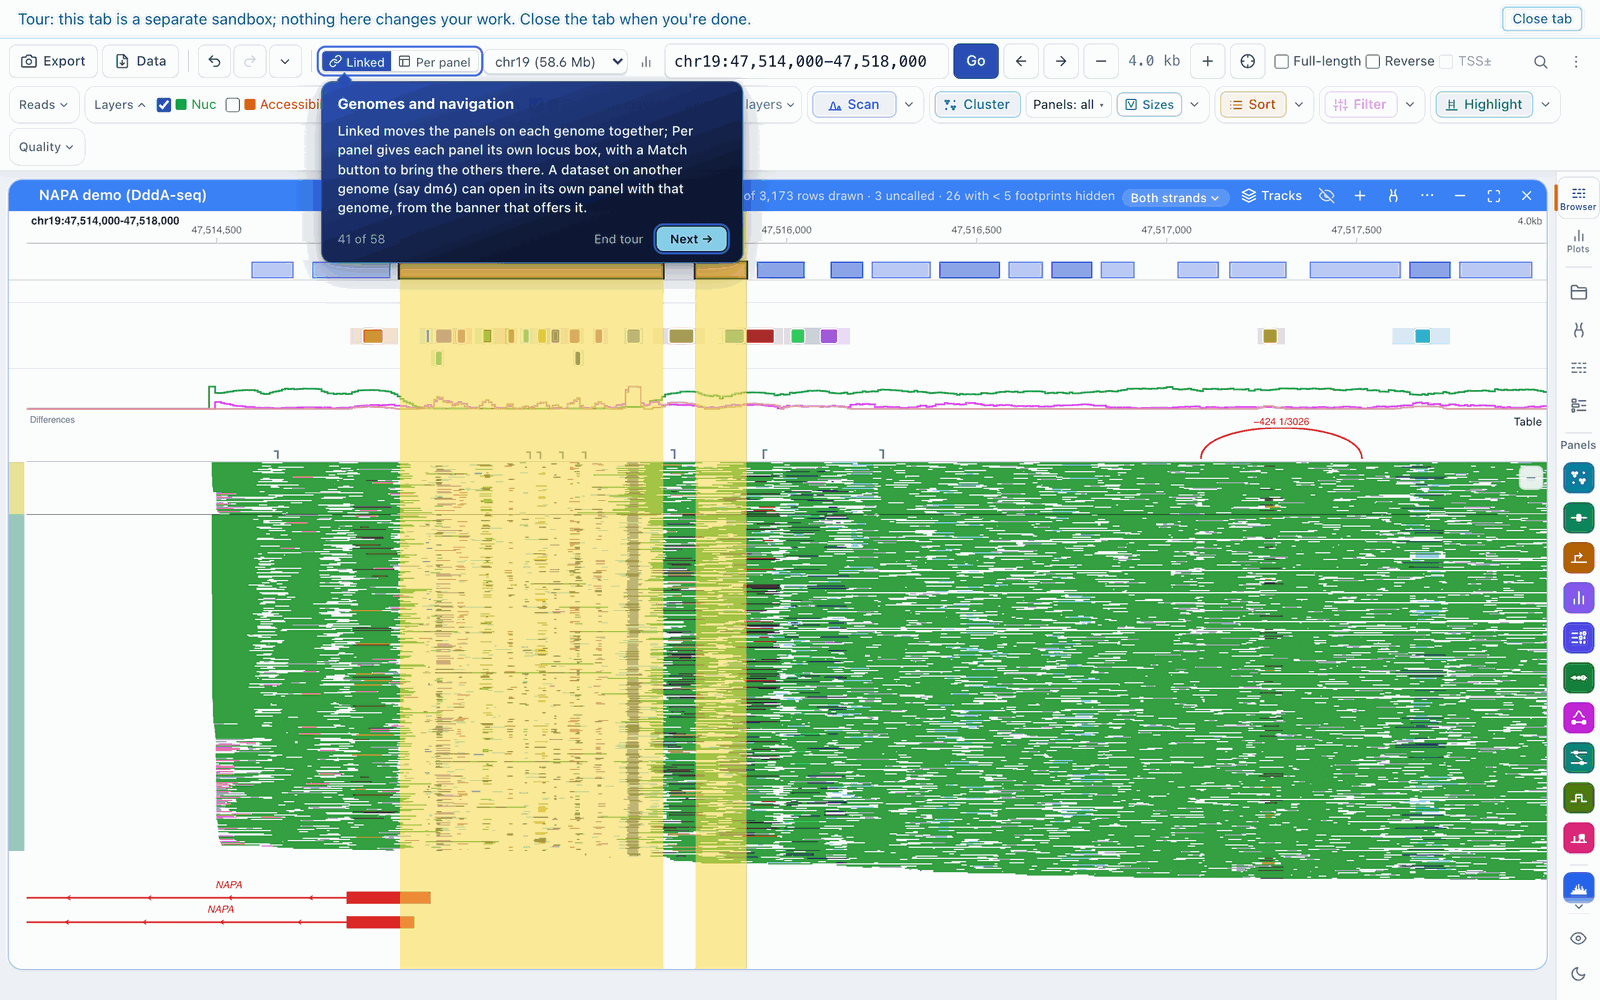 Tour: this tab is a separate sandbox; nothing here changes your work. Close the tab when you're done.
Close tab
Export
Data
Linked
Per panel
chr19 (58.6 Mb)
chr19:47,514,000–47,518,000
Go
4.0 kb
Full-length
Reverse
TSS±
Reads
Layers
Nuc
layers
Scan
Cluster
Panels: all
Sizes
Sort
Filter
Highlight
Quality
Genomes and navigation
Linked moves the panels on each genome together; Per
panel gives each panel its own locus box, with a Match
button to bring the others there. A dataset on another
genome (say dm6) can open in its own panel with that
genome, from the banner that offers it.
41 of 58
End tour
Next →
NAPA demo (DddA-seq)
of 3,173 rows drawn · 3 uncalled · 26 with < 5 footprints hidden
Both strands
Tracks
chr19:47,514,000-47,518,000
4.0kb
47,514,500
47,516,000
47,516,500
47,517,000
47,517,500
Differences
Table
~424 1/3026
NAPA
NAPA
Browser
Plots
Panels